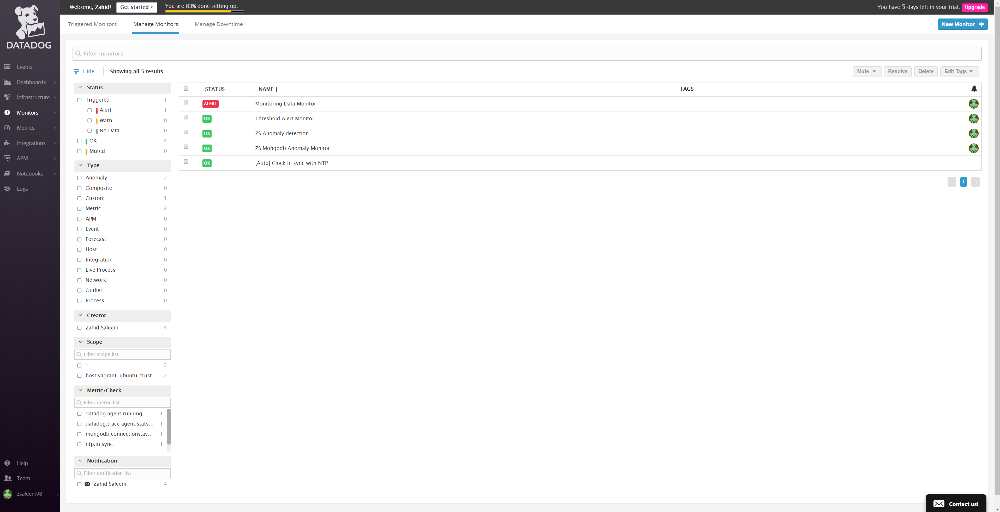 DATADOG
Events
Dashboards
Infrastructure
Monitors
Metrics
Integrations
APM
Notebooks
Logs
Help
Team
zsaleem98
Welcome, Zahid!
Get started
You are 83% done setting up.
You have 5 days left in your trial.
Upgrade
Triggered Monitors
Manage Monitors
Manage Downtime
New Monitor
Filter monitors
Hide
Showing all 5 results
Mute
Resolve
Delete
Edit Tags
Status
Triggered 1
Alert 1
Warn 0
No Data 0
OK 4
Muted 0
Type
Anomaly 2
Composite 0
Custom 1
Metric 2
APM 0
Event 0
Forecast 0
Host 0
Integration 0
Live Process 0
Network 0
Outlier 0
Process 0
Creator
Zahid Saleem 4
Scope
Filter scope list
* 3
host:vagrant-ubuntu-trust... 2
Metric/Check
Filter metric list
datadog.agent.running 1
datadog.trace agent.stats... 1
mongodb.connections.av... 1
ntp.in sync 1
Notification
Filter notification list
Zahid Saleem 4
STATUS NAME ↑ TAGS
ALERT Monitoring Data Monitor
OK Threshold Alert Monitor
OK ZS Anomaly detection
OK ZS Mongodb Anomaly Monitor
OK [Auto] Clock in sync with NTP
← 1 →
Contact us!